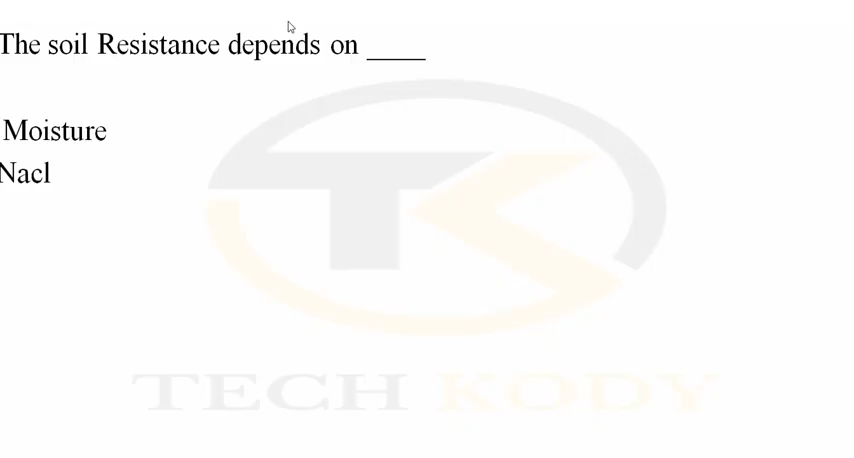 The soil Resistance depends on ____
Moisture
Nacl
TECH KODY